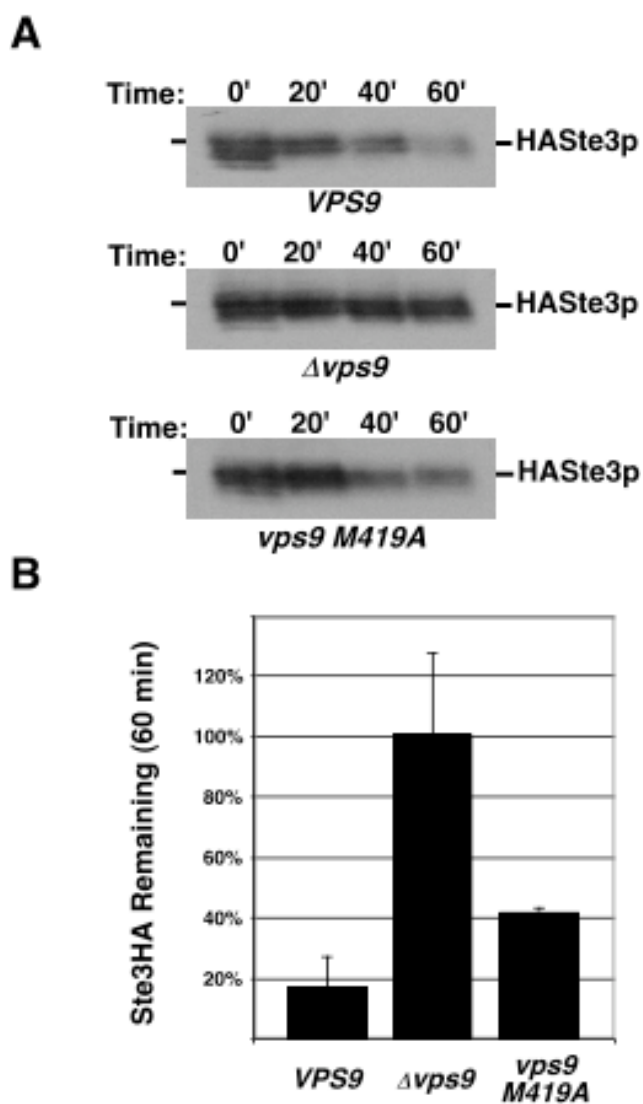 A
Time: 0' 20' 40' 60'
HASte3p
VPS9
Time: 0' 20' 40' 60'
HASte3p
Δvps9
Time: 0' 20' 40' 60'
HASte3p
vps9 M419A
B
Ste3HA Remaining (60 min)
120%
100%
80%
60%
40%
20%
VPS9 Δvps9 vps9
M419A